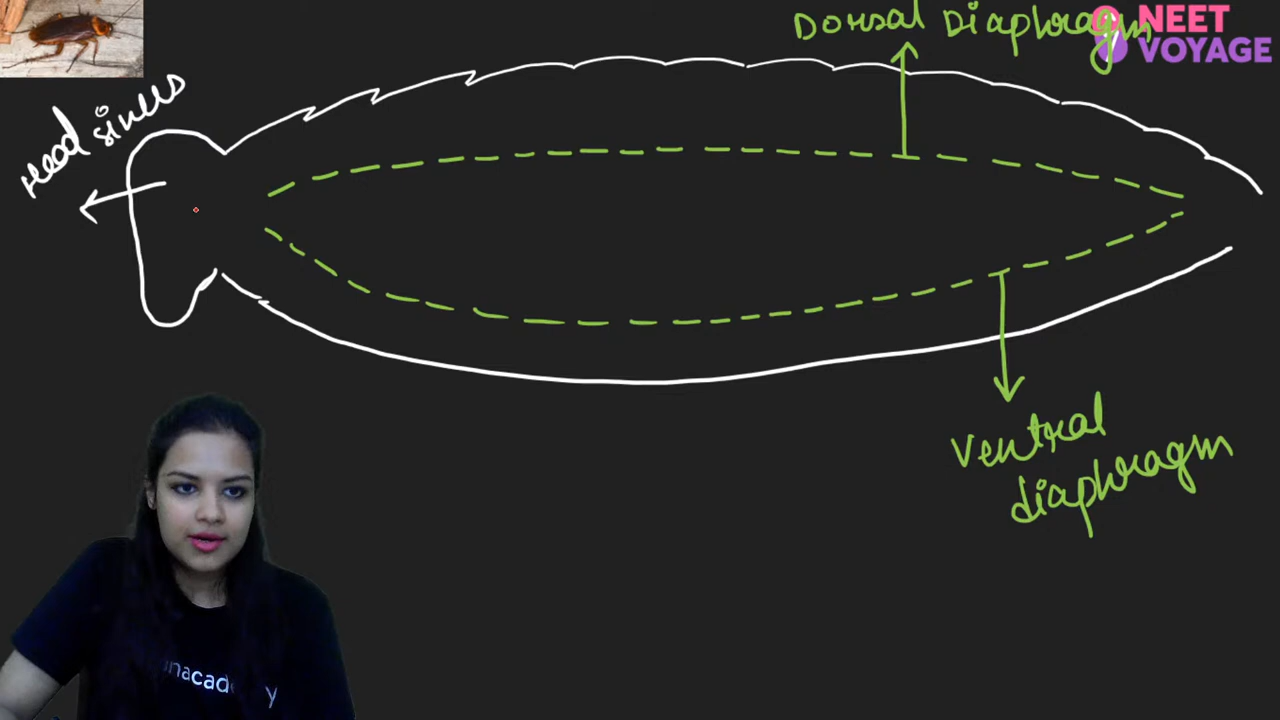 Dorsal Diaphragm
NEET
VOYAGE
Head sinus
unacademy
Ventral
diaphragm